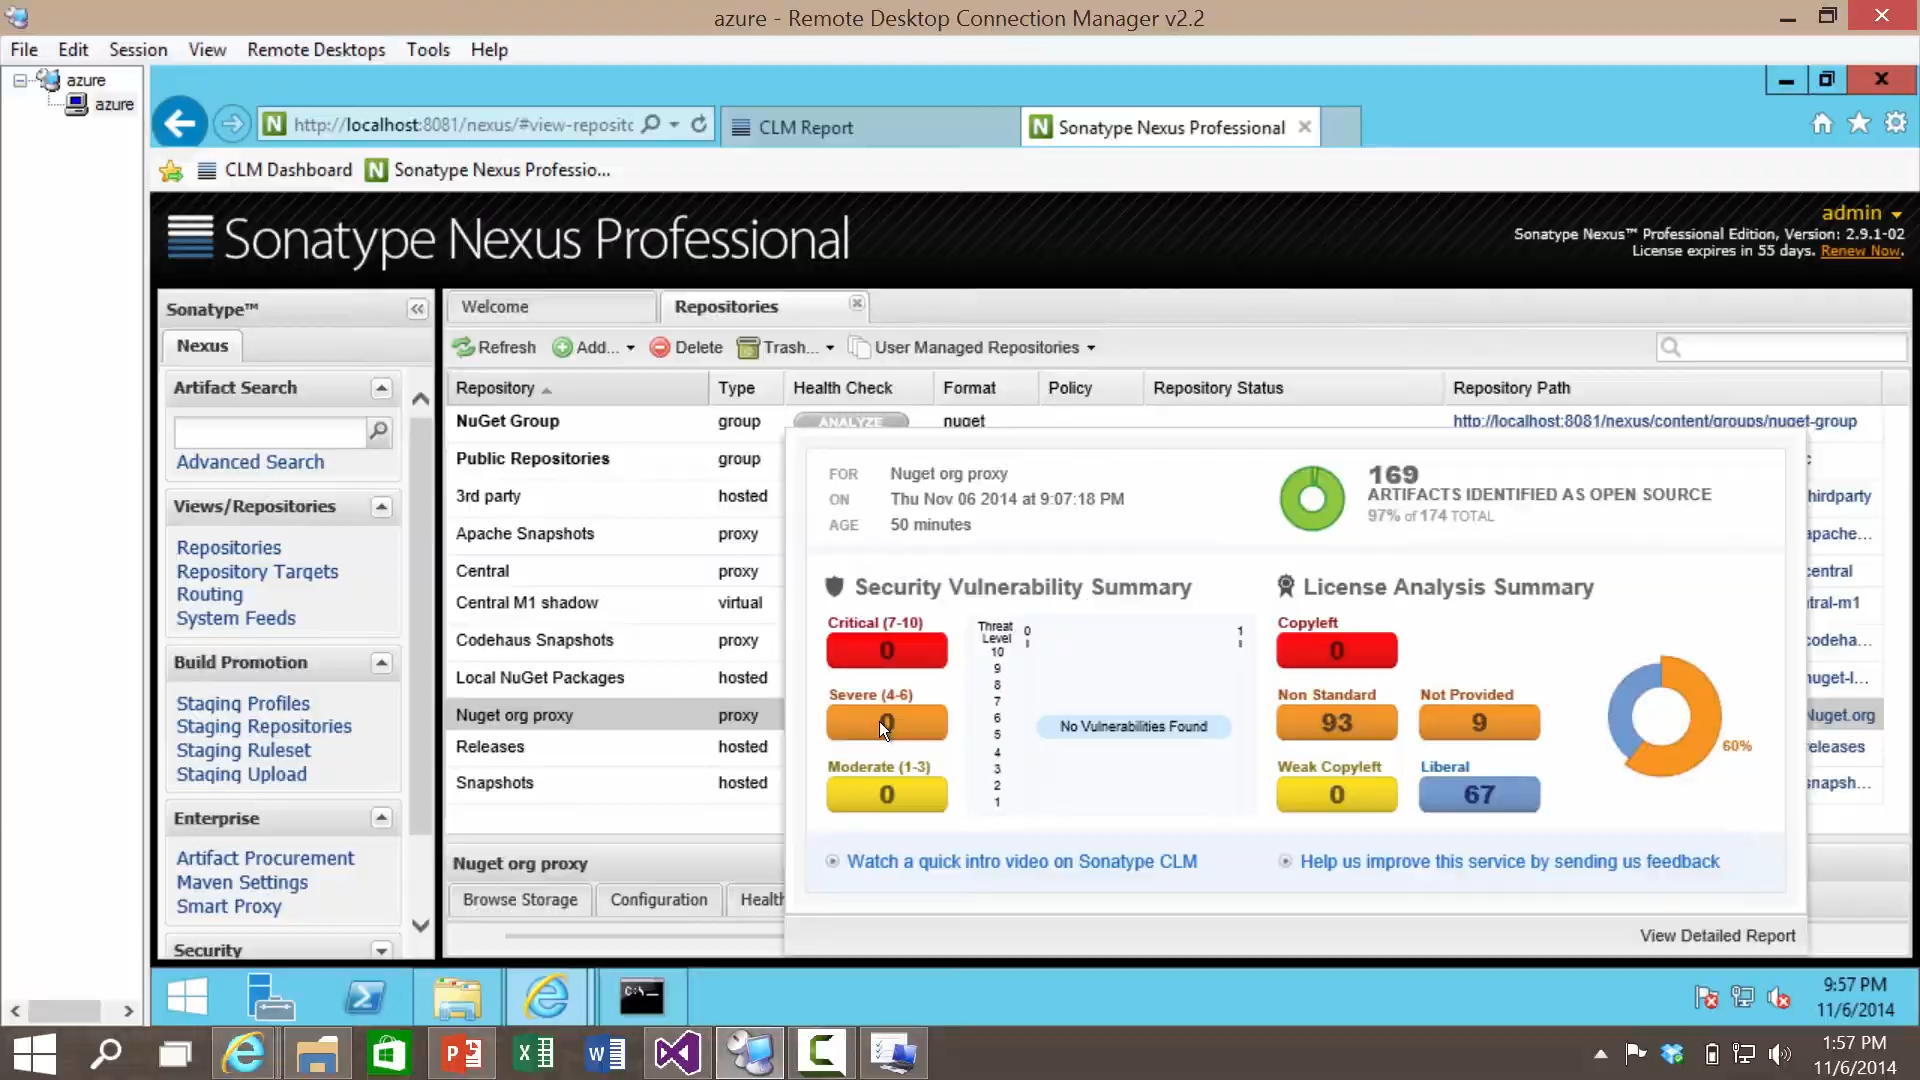 azure - Remote Desktop Connection Manager v2.2
File Edit Session View Remote Desktops Tools Help
azure
azure
http://localhost:8081/nexus/#view-repositc
CLM Report
Sonatype Nexus Professional
CLM Dashboard
Sonatype Nexus Professio...
Sonatype Nexus Professional
admin
Sonatype Nexus™ Professional Edition, Version: 2.9.1-02
License expires in 55 days. Renew Now.
Sonatype™
Nexus
Artifact Search
Advanced Search
Views/Repositories
Repositories
Repository Targets
Routing
System Feeds
Build Promotion
Staging Profiles
Staging Repositories
Staging Ruleset
Staging Upload
Enterprise
Artifact Procurement
Maven Settings
Smart Proxy
Security
Welcome
Repositories
Refresh Add... Delete Trash... User Managed Repositories
Repository Type Health Check Format Policy Repository Status Repository Path
NuGet Group group ANALYZE nuget http://localhost:8081/nexus/content/groups/nuget-group
Public Repositories group
3rd party hosted hirdparty
Apache Snapshots proxy apache...
Central proxy central
Central M1 shadow virtual tral-m1
Codehaus Snapshots proxy codeha...
Local NuGet Packages hosted nuget-l...
Nuget org proxy proxy Nuget.org
Releases hosted releases
Snapshots hosted snapsh...
FOR Nuget org proxy
ON Thu Nov 06 2014 at 9:07:18 PM
AGE 50 minutes
169
ARTIFACTS IDENTIFIED AS OPEN SOURCE
97% of 174 TOTAL
Security Vulnerability Summary
Critical (7-10)
0
Severe (4-6)
0
Moderate (1-3)
0
Threat Level
0 1
10
9
8
7
6
5
4
3
2
1
No Vulnerabilities Found
License Analysis Summary
Copyleft
0
Non Standard
93
Not Provided
9
Weak Copyleft
0
Liberal
67
60%
Watch a quick intro video on Sonatype CLM
Help us improve this service by sending us feedback
View Detailed Report
Nuget org proxy
Browse Storage Configuration Health
9:57 PM
11/6/2014
1:57 PM
11/6/2014